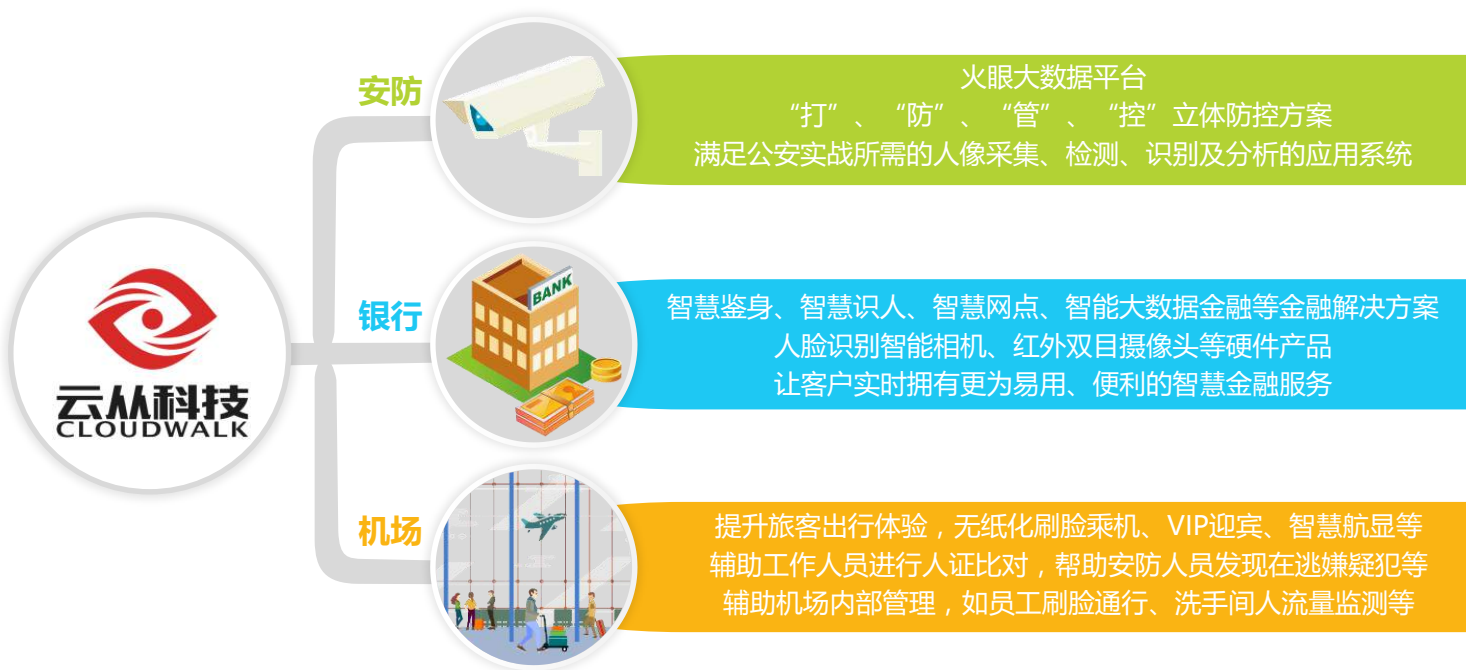 安防
火眼大数据平台
“打”、“防”、“管”、“控”立体防控方案
满足公安实战所需的人像采集、检测、识别及分析的应用系统
云从科技
CLOUDWALK
银行
BANK
智慧鉴身、智慧识人、智慧网点、智能大数据金融等金融解决方案
人脸识别智能相机、红外双目摄像头等硬件产品
让客户实时拥有更为易用、便利的智慧金融服务
机场
提升旅客出行体验，无纸化刷脸乘机、VIP迎宾、智慧航显等
辅助工作人员进行人证比对，帮助安防人员发现在逃嫌疑犯等
辅助机场内部管理，如员工刷脸通行、洗手间人流量监测等